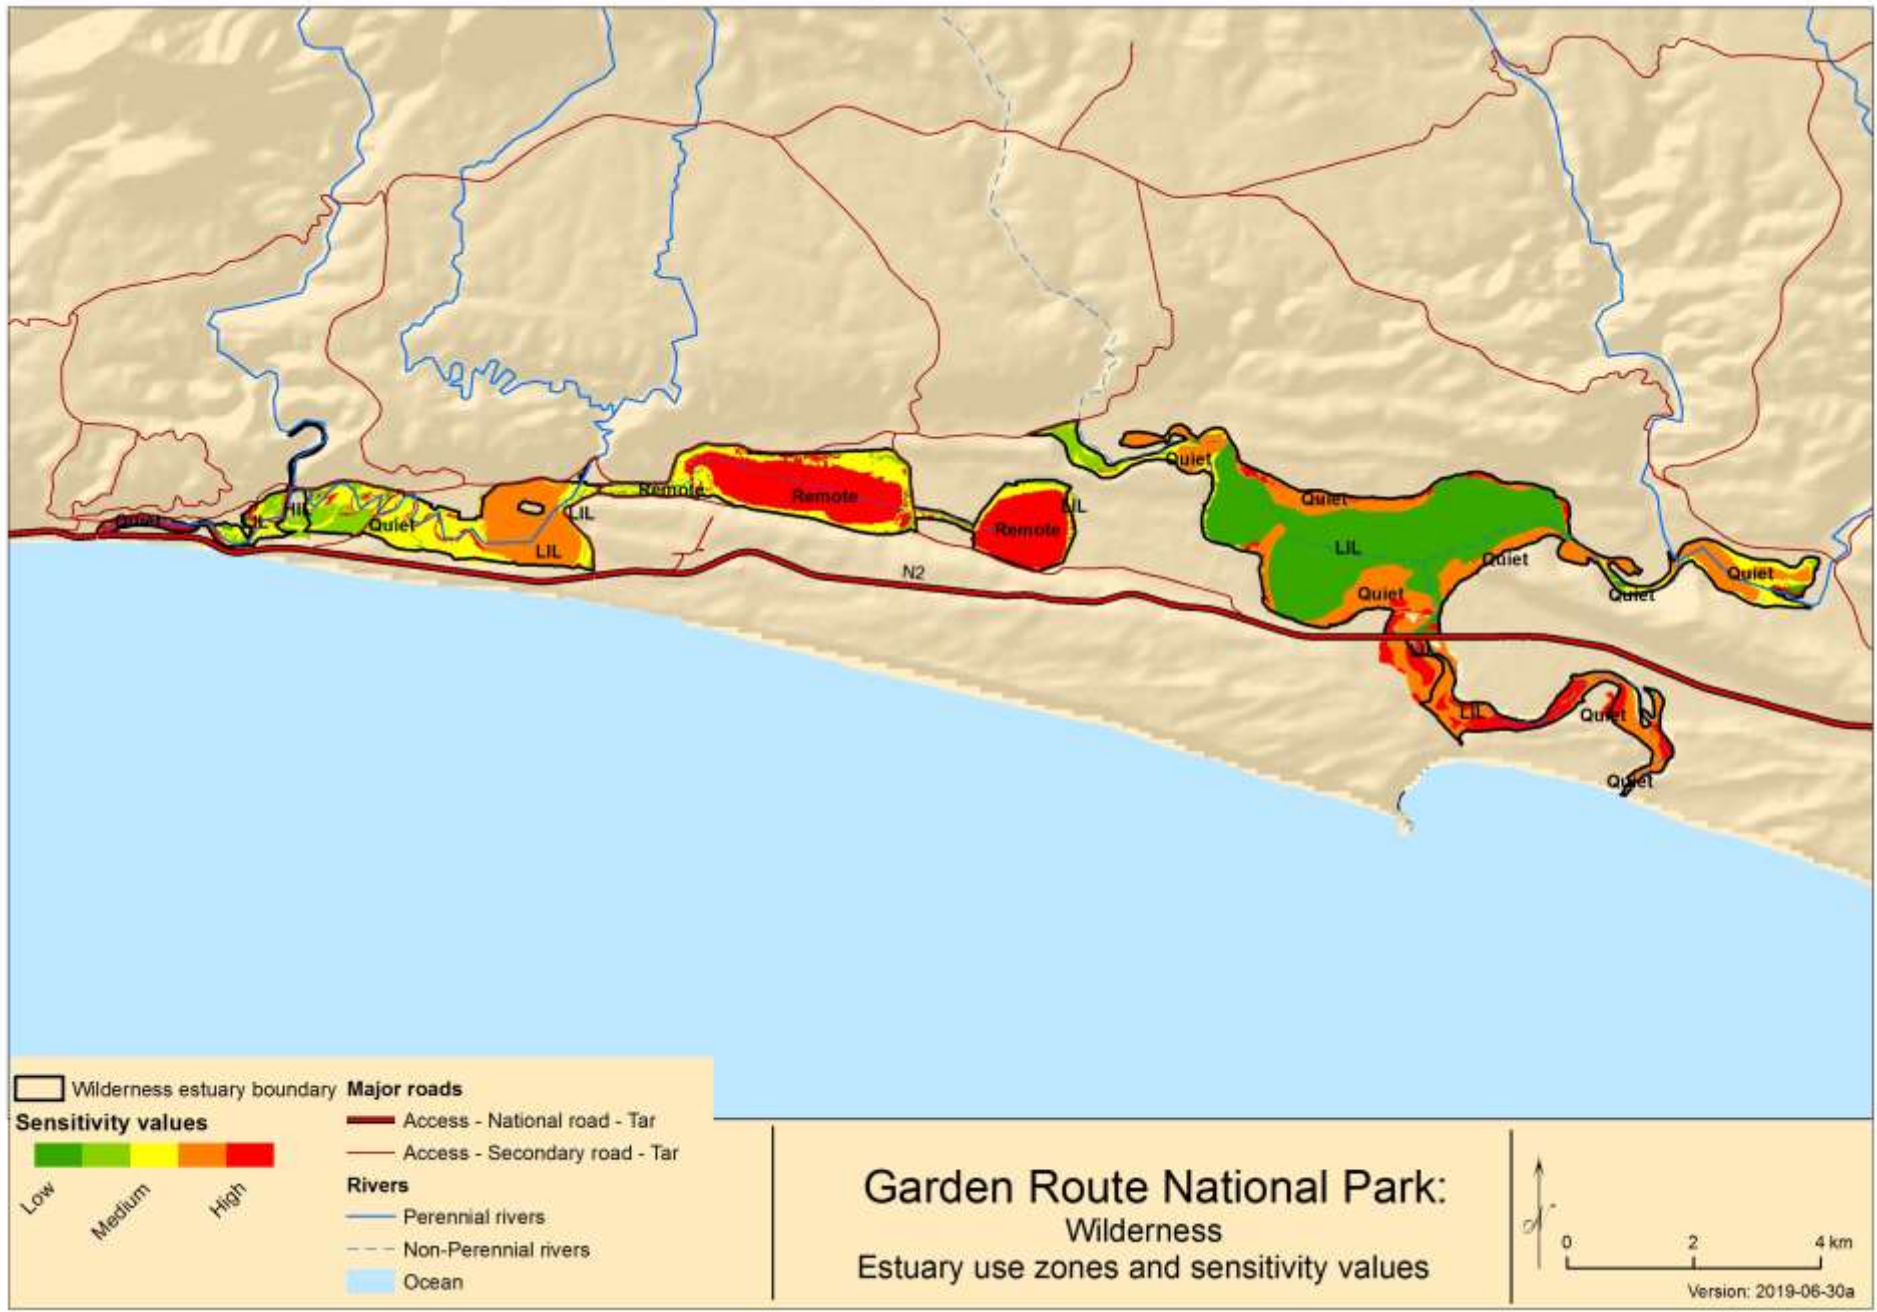 HIL
Quiet
LIL
Quiet
LIL
LIL
Remote
Remote
Remote
LIL
N2
Quiet
Quiet
LIL
Quiet
Quiet
Quiet
Quiet
LIL
Quiet
Quiet
Wilderness estuary boundary
Sensitivity values
Low
Medium
High
Major roads
Access - National road - Tar
Access - Secondary road - Tar
Rivers
Perennial rivers
Non-Perennial rivers
Ocean
Garden Route National Park:
Wilderness
Estuary use zones and sensitivity values
N
0 2 4 km
Version: 2019-06-30a